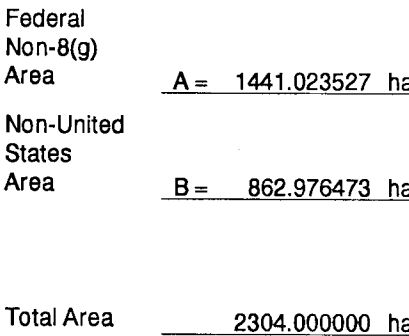 Federal
Non-8(g)
Area A = 1441.023527 ha
Non-United
States
Area B = 862.976473 ha
Total Area 2304.000000 ha